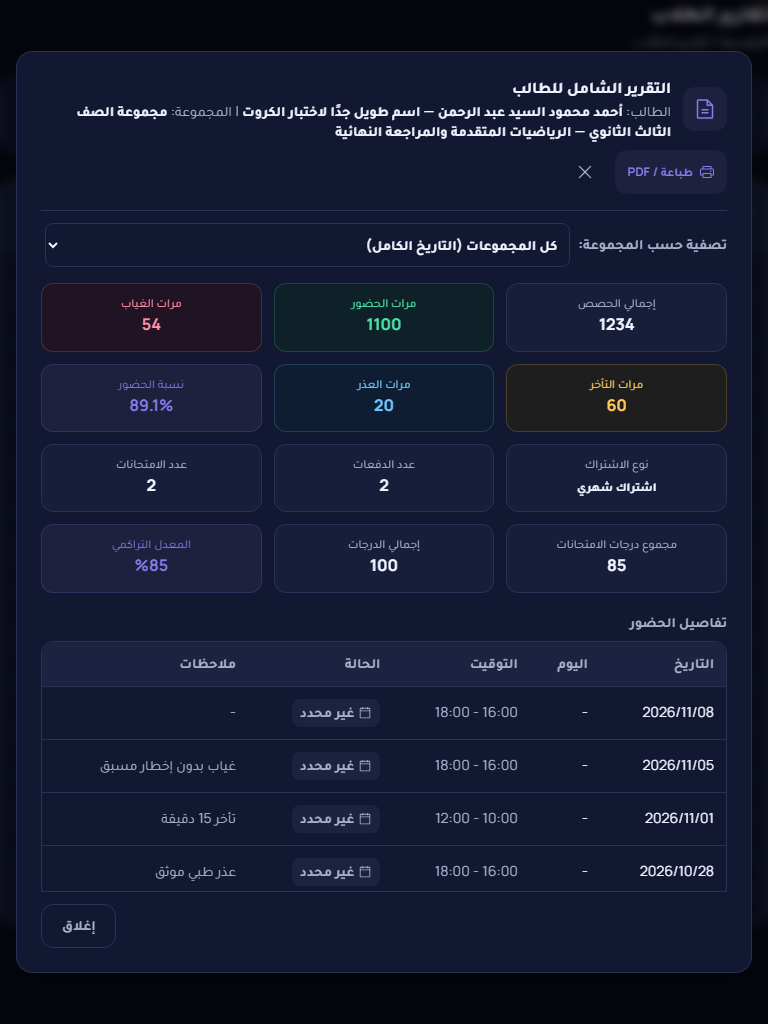 التقرير الشامل للطالب
الطالب: أحمد محمود السيد عبد الرحمن — اسم طويل جدًا لاختبار الكروت | المجموعة: مجموعة الصف
الثالث الثانوي — الرياضيات المتقدمة والمراجعة النهائية
طباعة / PDF
تصفية حسب المجموعة:
كل المجموعات (التاريخ الكامل)
إجمالي الحصص
1234
مرات الحضور
1100
مرات الغياب
54
مرات التأخر
60
مرات العذر
20
نسبة الحضور
89.1%
نوع الاشتراك
اشتراك شهري
عدد الدفعات
2
عدد الامتحانات
2
مجموع درجات الامتحانات
85
إجمالي الدرجات
100
المعدل التراكمي
%85
تفاصيل الحضور
التاريخ اليوم التوقيت الحالة ملاحظات
2026/11/08 - 16:00 - 18:00 غير محدد -
2026/11/05 - 16:00 - 18:00 غير محدد غياب بدون إخطار مسبق
2026/11/01 - 10:00 - 12:00 غير محدد تأخر 15 دقيقة
2026/10/28 - 16:00 - 18:00 غير محدد عذر طبي موثق
إغلاق